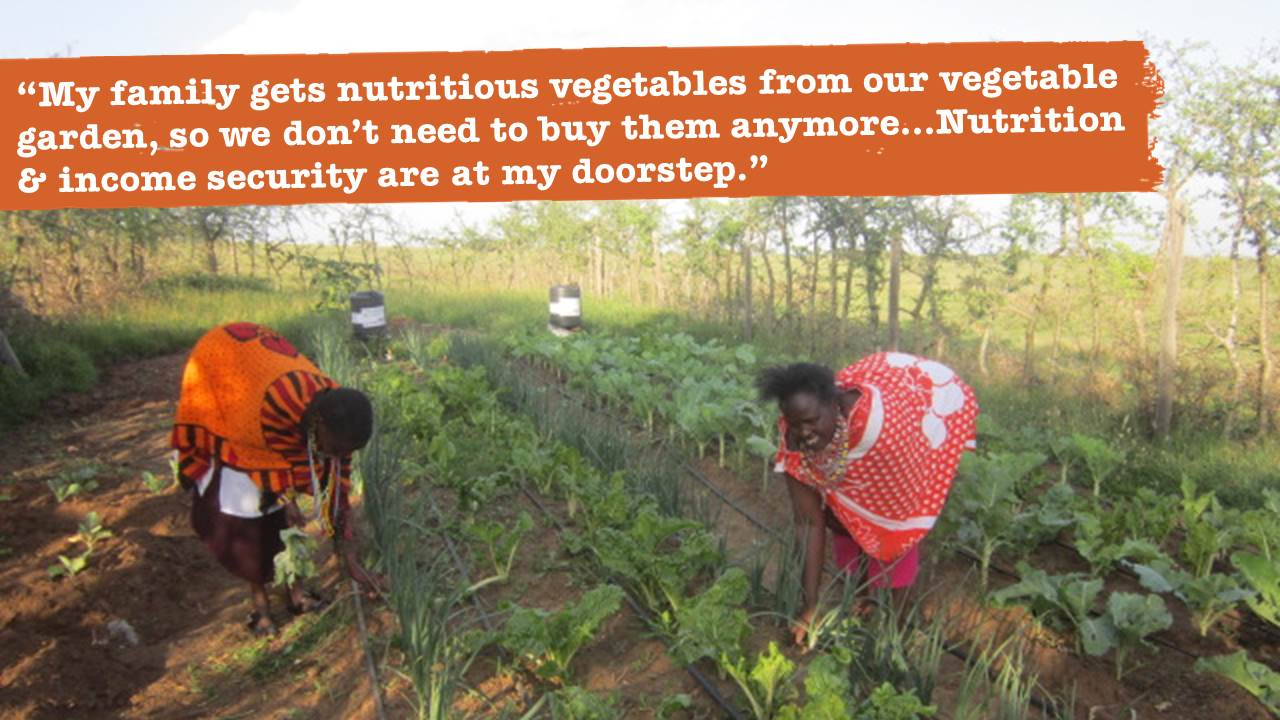 “My family gets nutritious vegetables from our vegetable
garden, so we don’t need to buy them anymore...Nutrition
& income security are at my doorstep.”